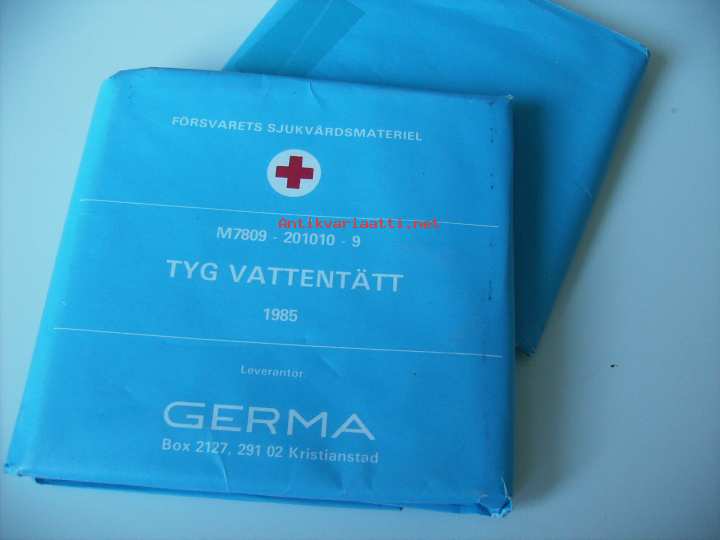 FÖRSVARETS SJUKVÅRDSMATERIEL
Antikvariaatti.net
M7809 - 201010 - 9
TYG VATTENTÄTT
1985
Leverantör
GERMA
Box 2127, 291 02 Kristianstad